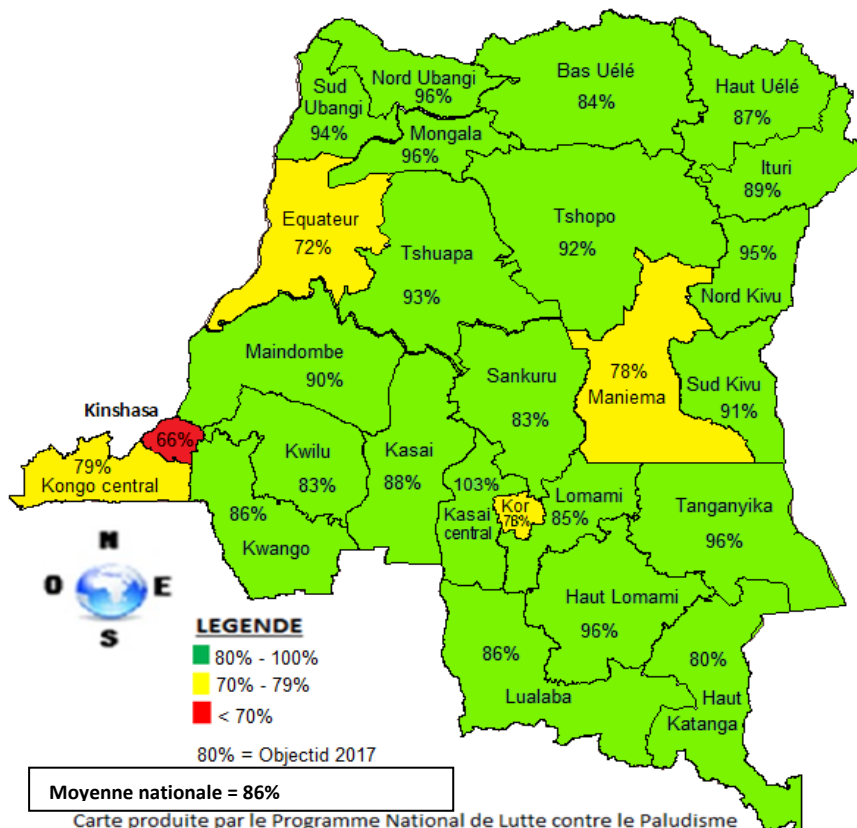 Nord Ubangi
96%
Sud
Ubangi
94%
Bas Uélé
84%
Haut Uélé
87%
Mongala
96%
Ituri
89%
Equateur
72%
Tshuapa
93%
Tshopo
92%
95%
Nord Kivu
Maindombe
90%
Sankuru
83%
78%
Maniema
Sud Kivu
91%
Kinshasa
66%
79%
Kongo central
Kwilu
83%
Kasai
88%
86%
Kwango
103%
Kasai
central
Kor
76%
Lomami
85%
Tanganyika
96%
Haut Lomami
96%
86%
Lualaba
80%
Haut
Katanga
N
O E
S
LEGENDE
80% - 100%
70% - 79%
< 70%
80% = Objectid 2017
Moyenne nationale = 86%
Carte produite par le Programme National de Lutte contre le Paludisme